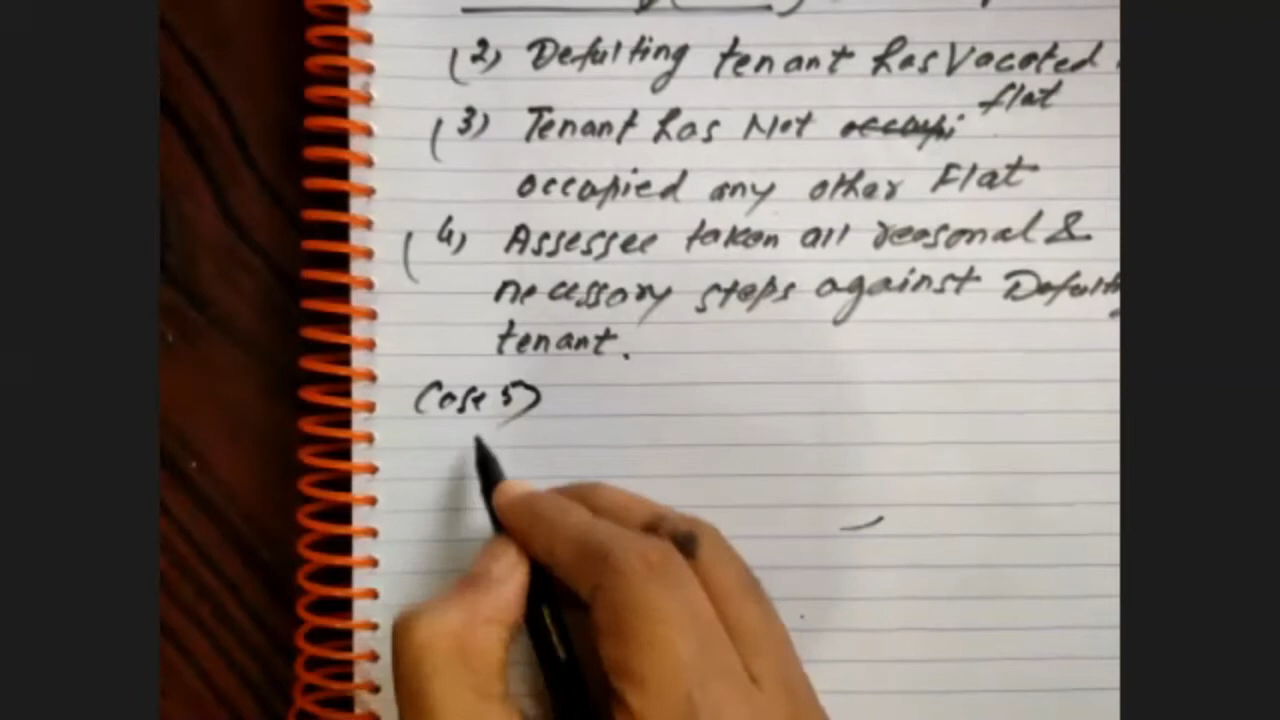 (2) Defulting tenant has Vacated
flat
(3) Tenant has Not occupi
occupied any other Flat
(4) Assessee taken all reasonal &
necessary steps against
tenant.
Case 5)